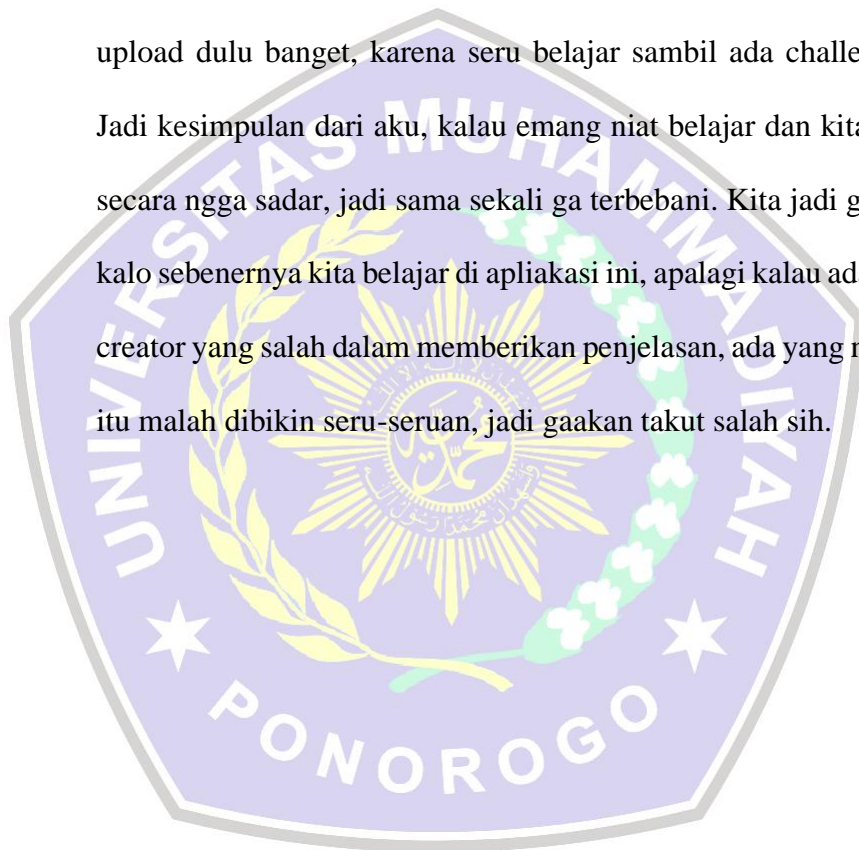 upload dulu banget, karena seru belajar sambil ada challe
Jadi kesimpulan dari aku, kalau emang niat belajar dan kita
secara ngga sadar, jadi sama sekali ga terbebani. Kita jadi g
kalo sebenernya kita belajar di apliakasi ini, apalagi kalau ada
creator yang salah dalam memberikan penjelasan, ada yang
itu malah dibikin seru-seruan, jadi gaakan takut salah sih.
UNIVERSITAS MUHAMMADIYAH
PONOROGO
محمد